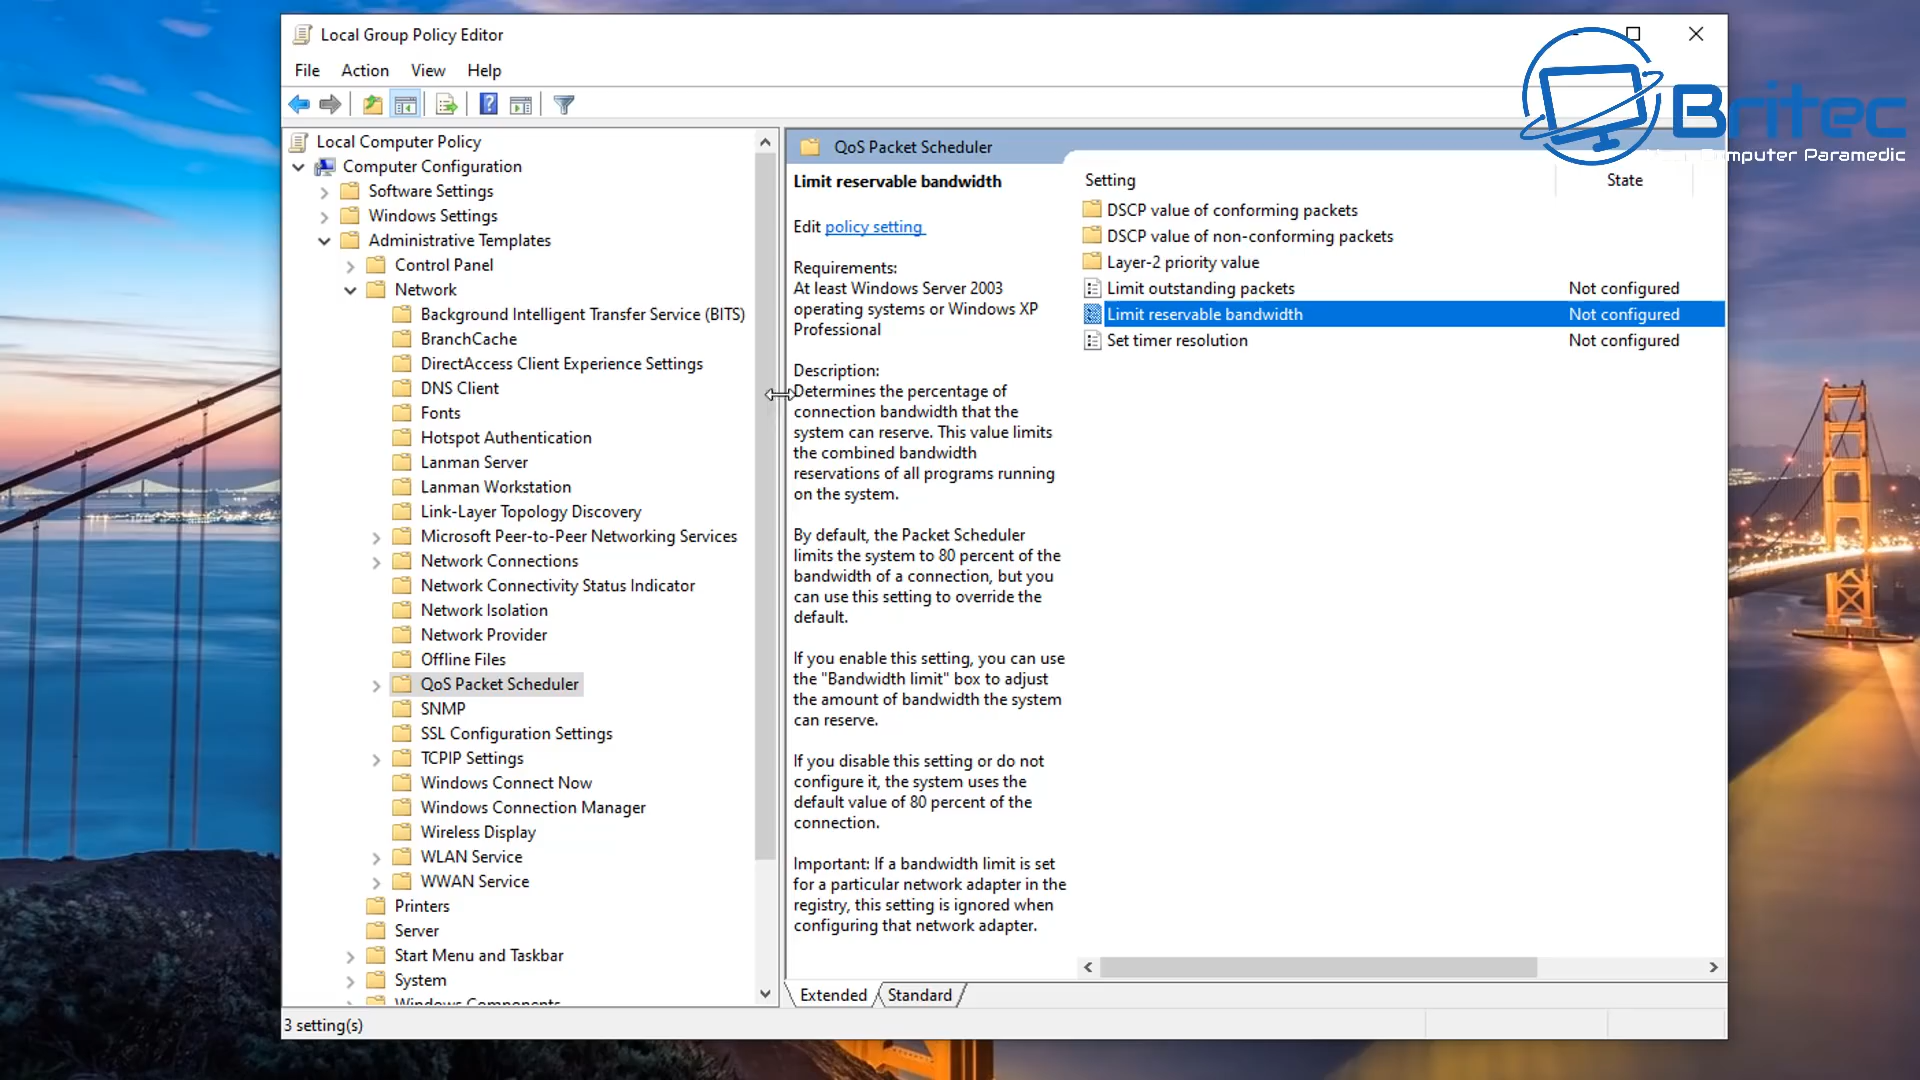 Local Group Policy Editor
File Action View Help
Local Computer Policy
Computer Configuration
Software Settings
Windows Settings
Administrative Templates
Control Panel
Network
Background Intelligent Transfer Service (BITS)
BranchCache
DirectAccess Client Experience Settings
DNS Client
Fonts
Hotspot Authentication
Lanman Server
Lanman Workstation
Link-Layer Topology Discovery
Microsoft Peer-to-Peer Networking Services
Network Connections
Network Connectivity Status Indicator
Network Isolation
Network Provider
Offline Files
QoS Packet Scheduler
SNMP
SSL Configuration Settings
TCPIP Settings
Windows Connect Now
Windows Connection Manager
Wireless Display
WLAN Service
WWAN Service
Printers
Server
Start Menu and Taskbar
System
Windows Components
QoS Packet Scheduler
Limit reservable bandwidth
Edit policy setting
Requirements:
At least Windows Server 2003
operating systems or Windows XP
Professional
Description:
Determines the percentage of
connection bandwidth that the
system can reserve. This value limits
the combined bandwidth
reservations of all programs running
on the system.
By default, the Packet Scheduler
limits the system to 80 percent of the
bandwidth of a connection, but you
can use this setting to override the
default.
If you enable this setting, you can use
the "Bandwidth limit" box to adjust
the amount of bandwidth the system
can reserve.
If you disable this setting or do not
configure it, the system uses the
default value of 80 percent of the
connection.
Important: If a bandwidth limit is set
for a particular network adapter in the
registry, this setting is ignored when
configuring that network adapter.
Setting State
DSCP value of conforming packets
DSCP value of non-conforming packets
Layer-2 priority value
Limit outstanding packets Not configured
Limit reservable bandwidth Not configured
Set timer resolution Not configured
Extended Standard
3 setting(s)
Britec
Computer Paramedic